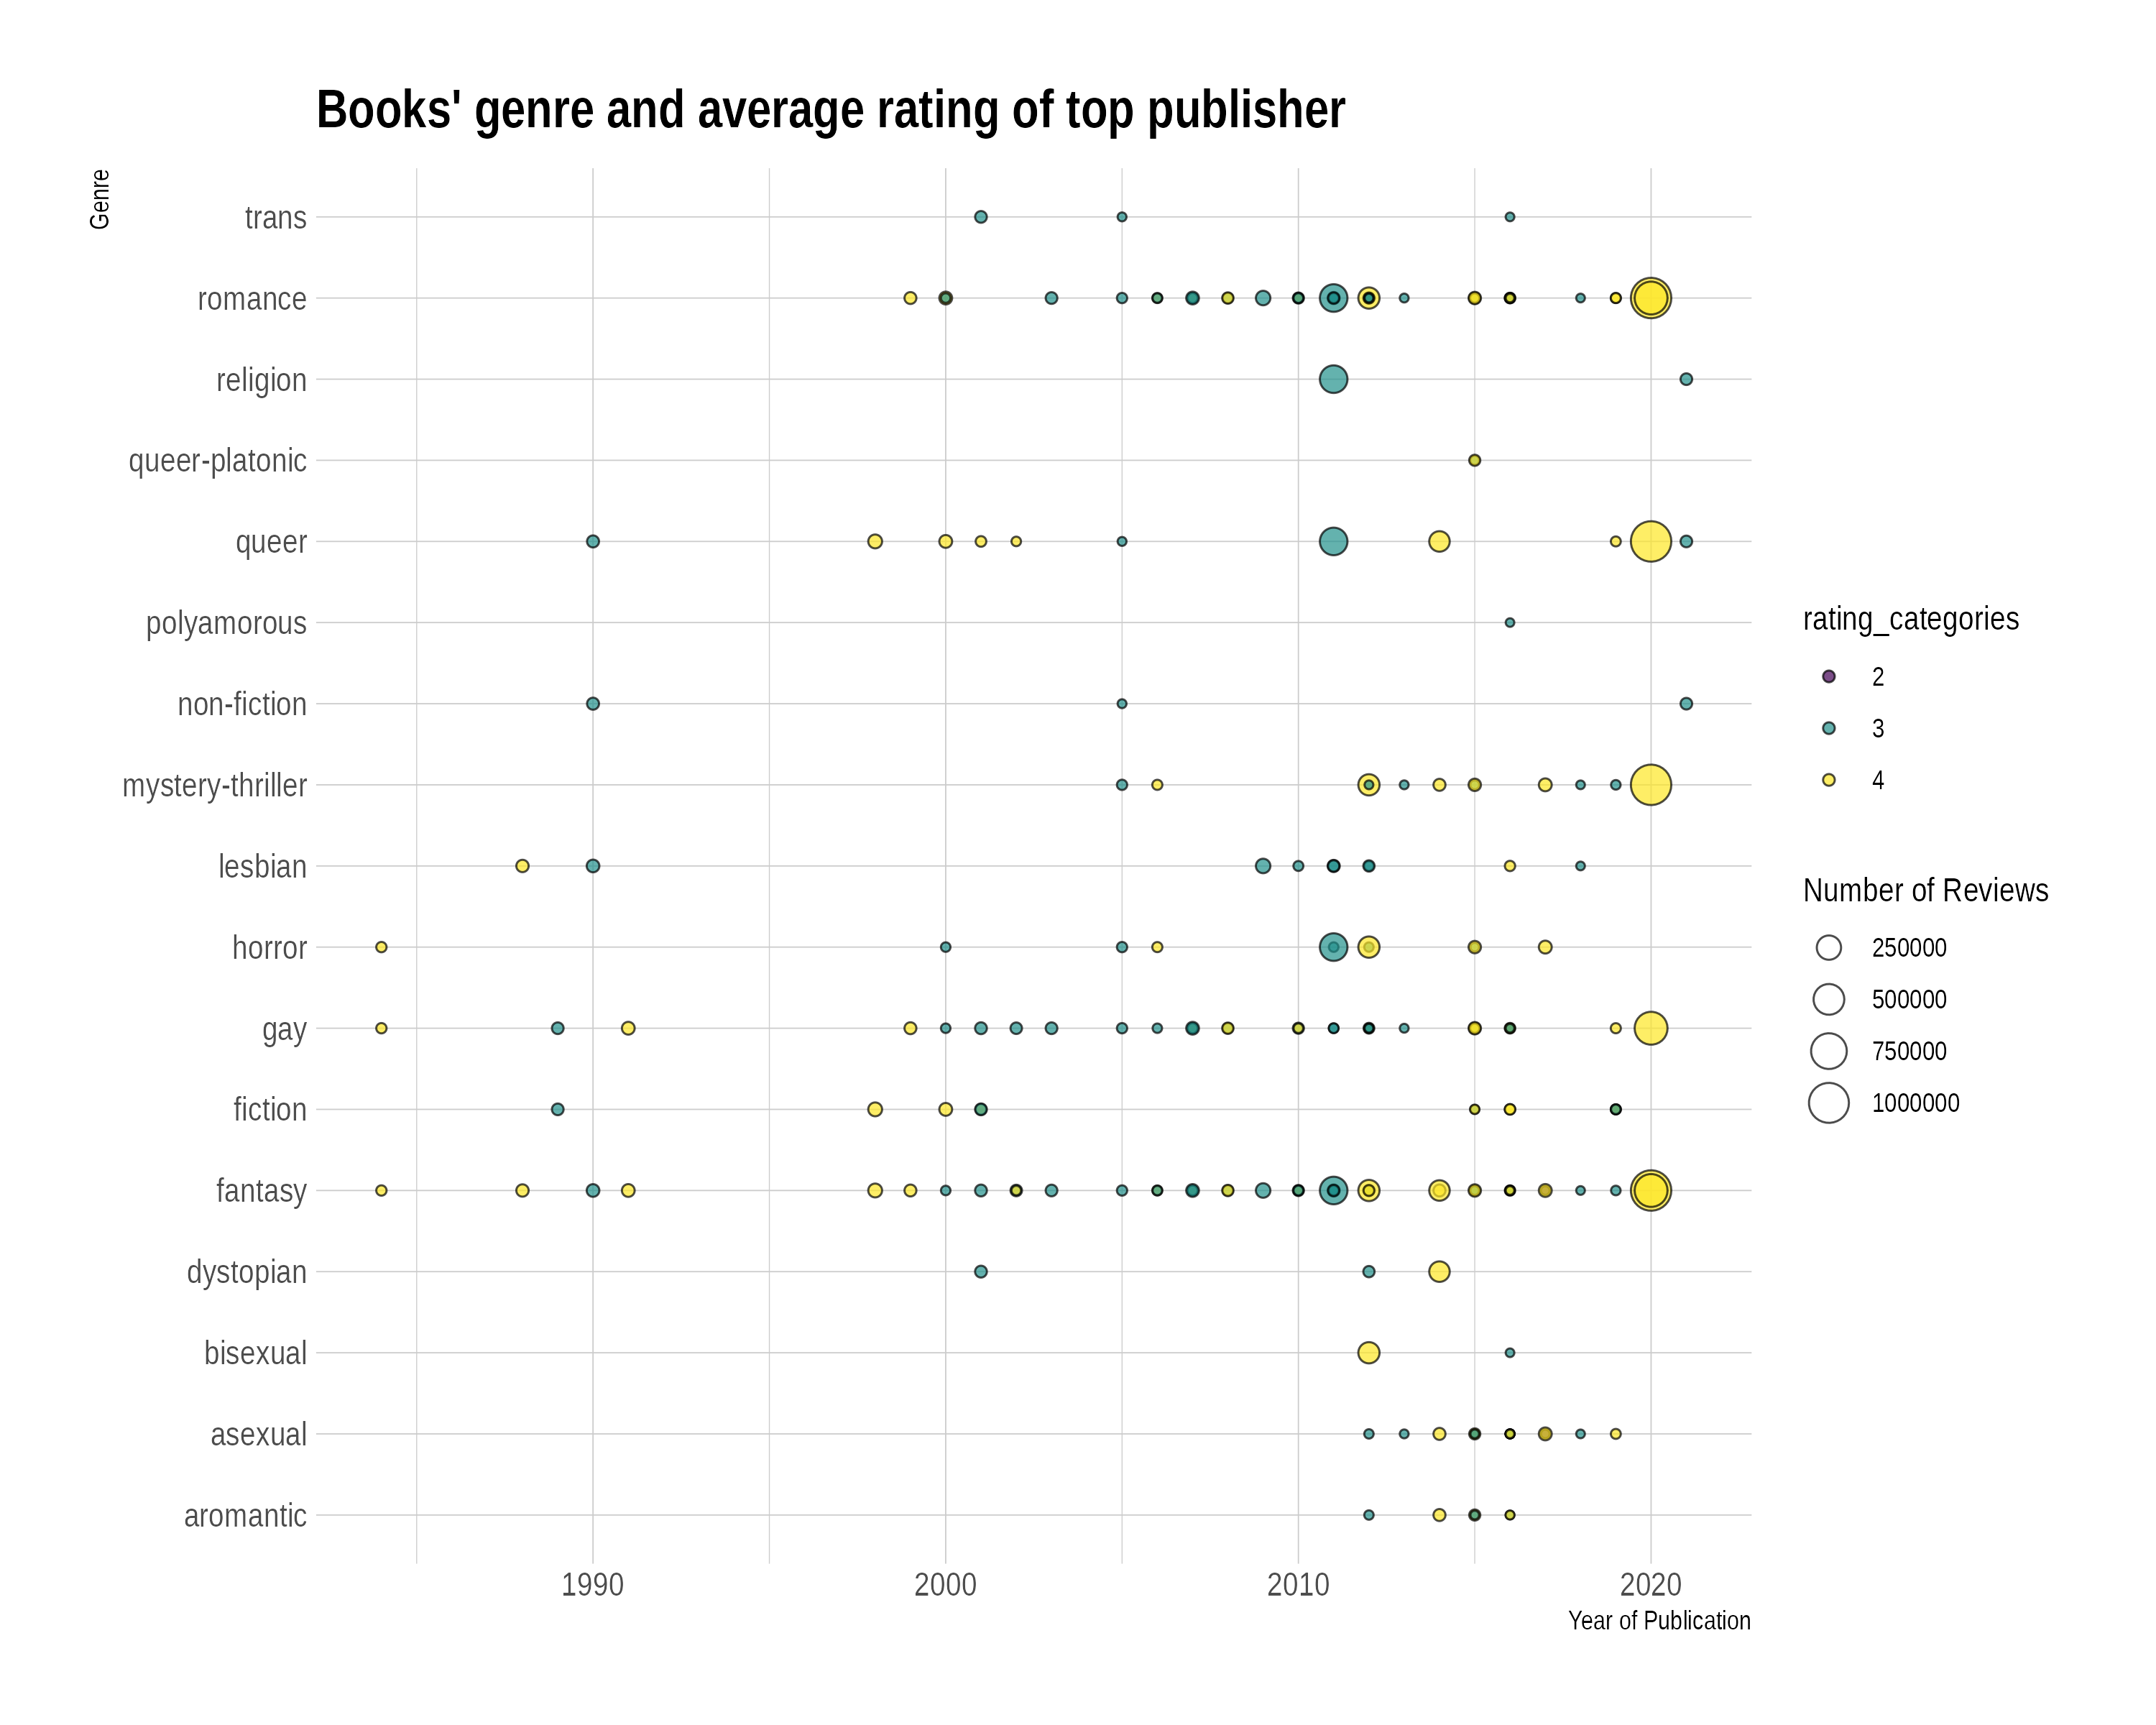 Books' genre and average rating of top publisher
Genre
trans
romance
religion
queer-platonic
queer
polyamorous
non-fiction
mystery-thriller
lesbian
horror
gay
fiction
fantasy
dystopian
bisexual
asexual
aromantic
1990 2000 2010 2020
Year of Publication
rating_categories
2
3
4
Number of Reviews
250000
500000
750000
1000000